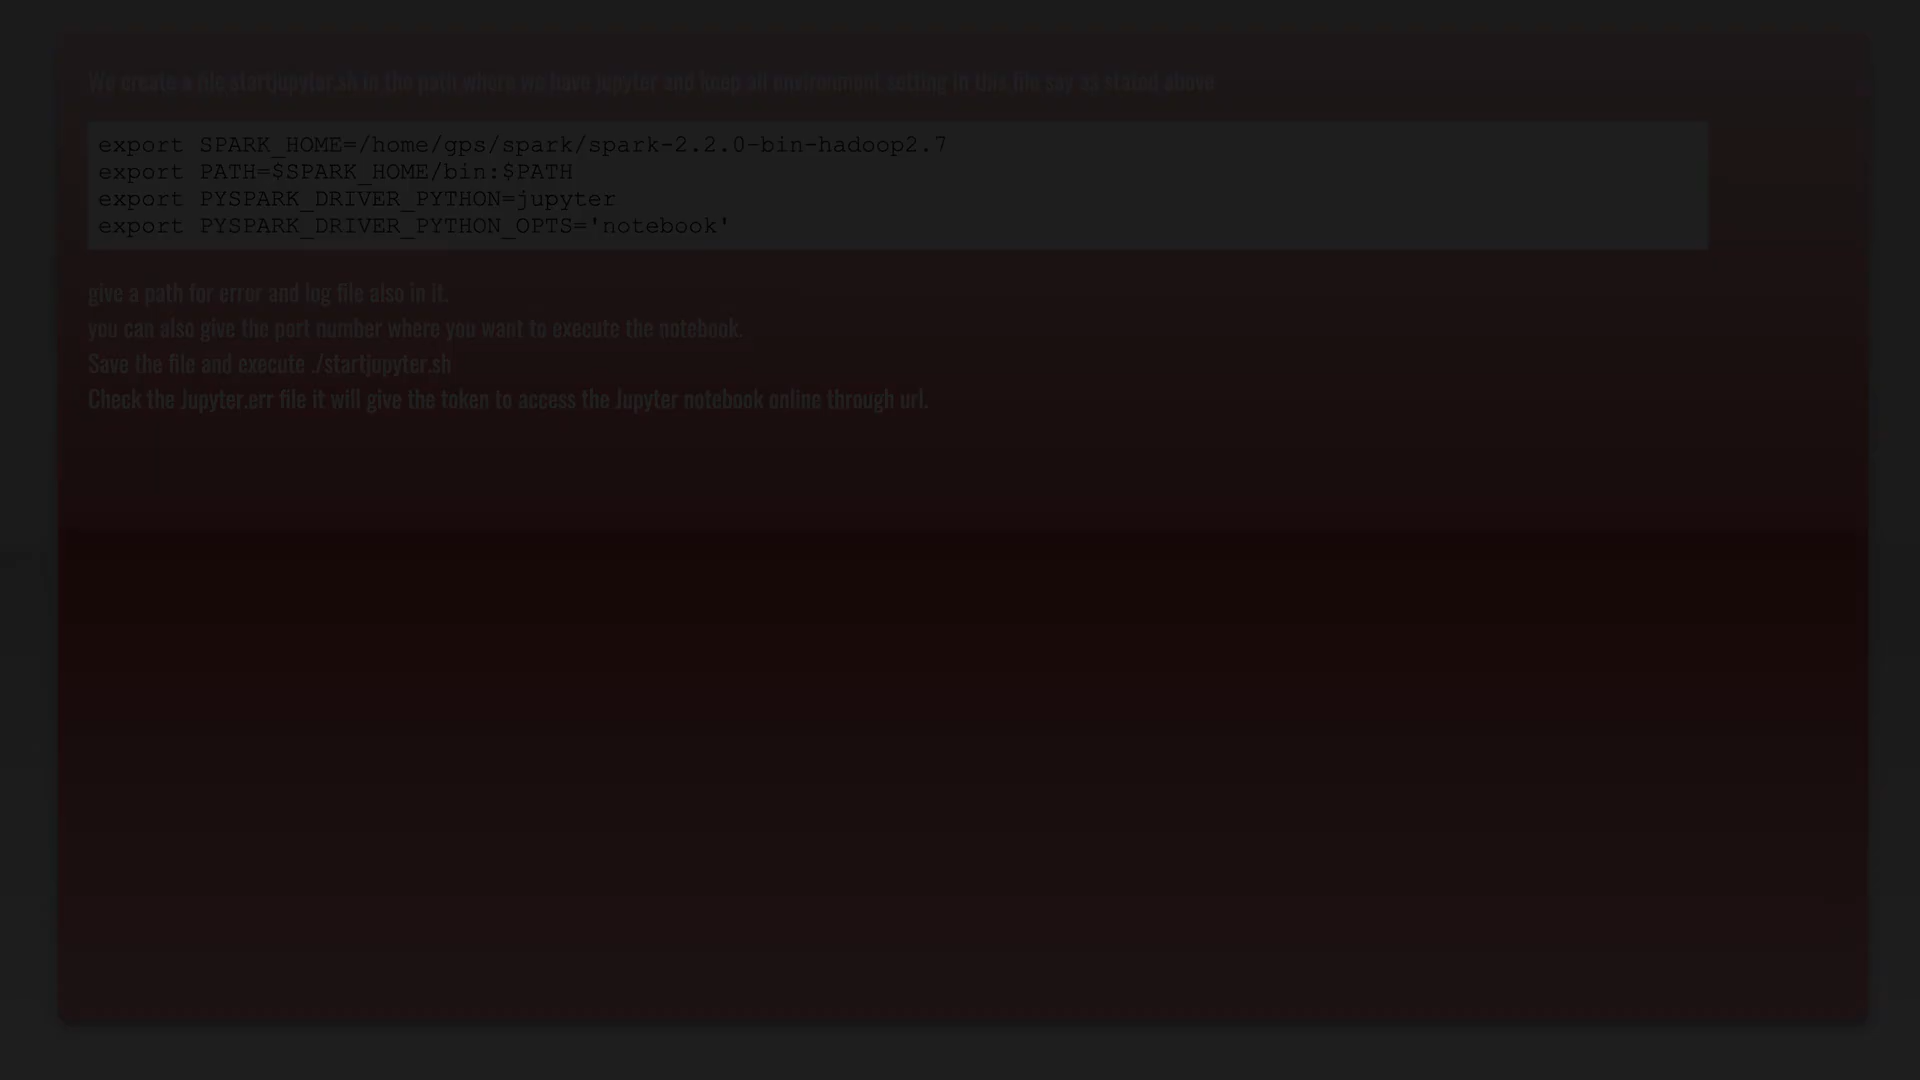 We create a file startjupyter.sh in the path where we have jupyter and keep all environment setting in this file say as stated above
export SPARK_HOME=/home/gps/spark/spark-2.2.0-bin-hadoop2.7
export PATH=$SPARK_HOME/bin:$PATH
export PYSPARK_DRIVER_PYTHON=jupyter
export PYSPARK_DRIVER_PYTHON_OPTS='notebook'
give a path for error and log file also in it.
you can also give the port number where you want to execute the notebook.
Save the file and execute ./startjupyter.sh
Check the Jupyter.err file it will give the token to access the Jupyter notebook online through url.